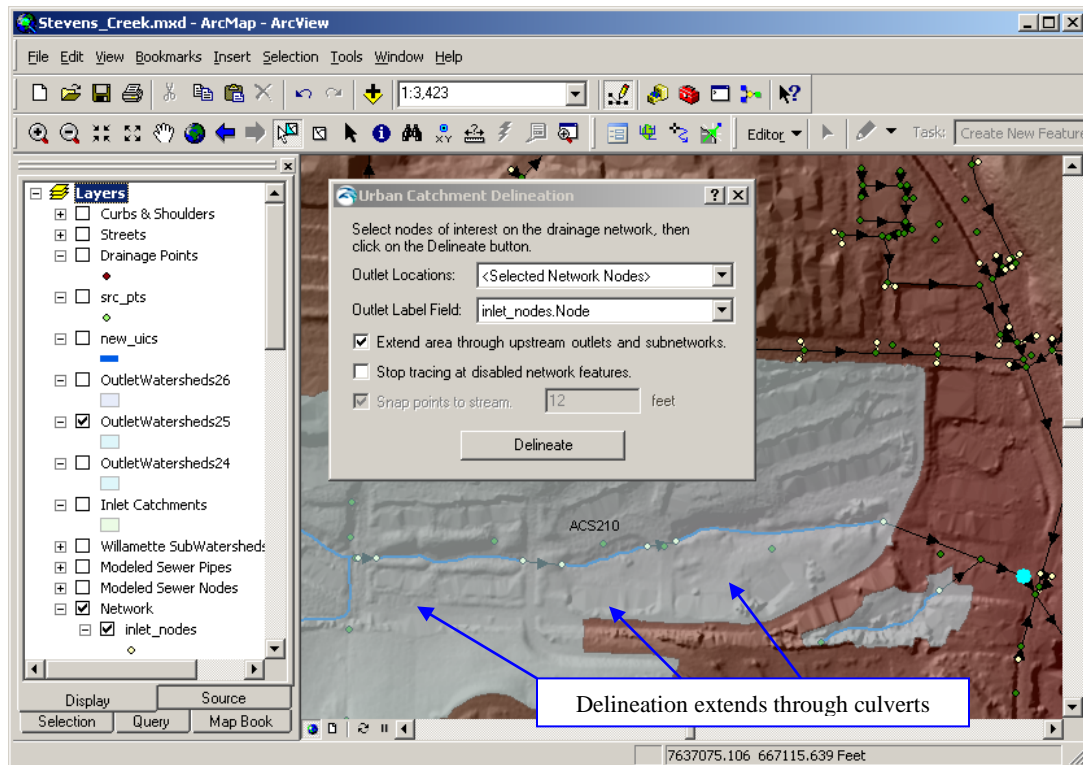 Stevens_Creek.mxd - ArcMap - ArcView
File Edit View Bookmarks Insert Selection Tools Window Help
1:3,423
Editor Task: Create New Feature
Layers
Curbs & Shoulders
Streets
Drainage Points
src_pts
new_uics
OutletWatersheds26
OutletWatersheds25
OutletWatersheds24
Inlet Catchments
Willamette SubWatersheds
Modeled Sewer Pipes
Modeled Sewer Nodes
Network
inlet_nodes
Display Source
Selection Query Map Book
Urban Catchment Delineation
Select nodes of interest on the drainage network, then
click on the Delineate button.
Outlet Locations: <Selected Network Nodes>
Outlet Label Field: inlet_nodes.Node
Extend area through upstream outlets and subnetworks.
Stop tracing at disabled network features.
Snap points to stream. 12 feet
Delineate
ACS210
Delineation extends through culverts
7637075.106 667115.639 Feet